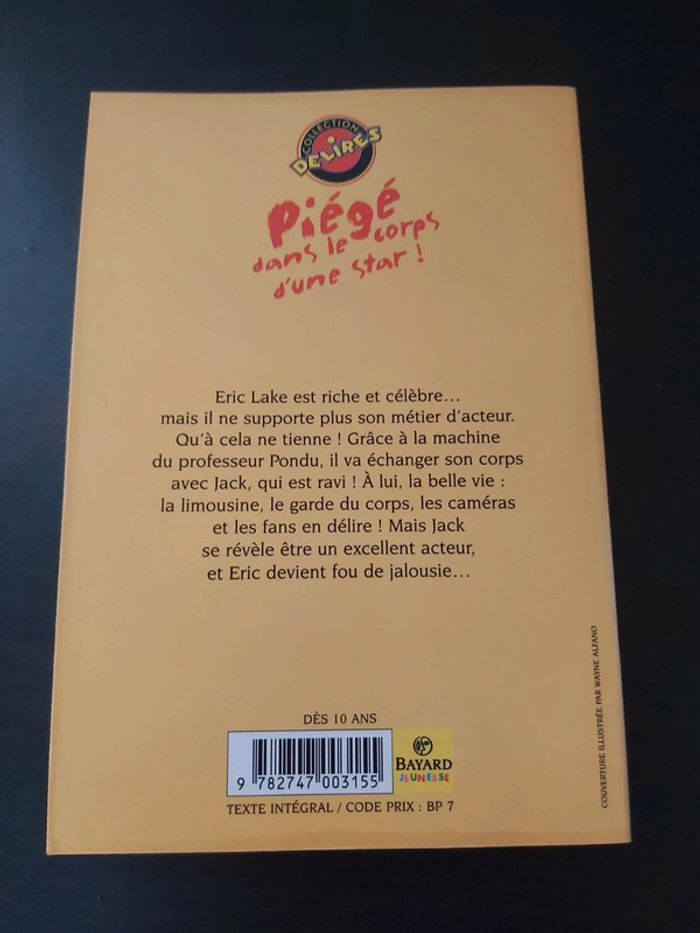 COLLECTION
DELIRES
Piégé
dans le corps
d'une star !
Eric Lake est riche et célèbre...
mais il ne supporte plus son métier d'acteur.
Qu'à cela ne tienne ! Grâce à la machine
du professeur Pondu, il va échanger son corps
avec Jack, qui est ravi ! À lui, la belle vie :
la limousine, le garde du corps, les caméras
et les fans en délire ! Mais Jack
se révèle être un excellent acteur,
et Eric devient fou de jalousie...
COUVERTURE ILLUSTRÉE PAR WAYNE ALFANO
DÈS 10 ANS
9 782747 003155
BAYARD
JEUNESSE
TEXTE INTÉGRAL / CODE PRIX : BP 7